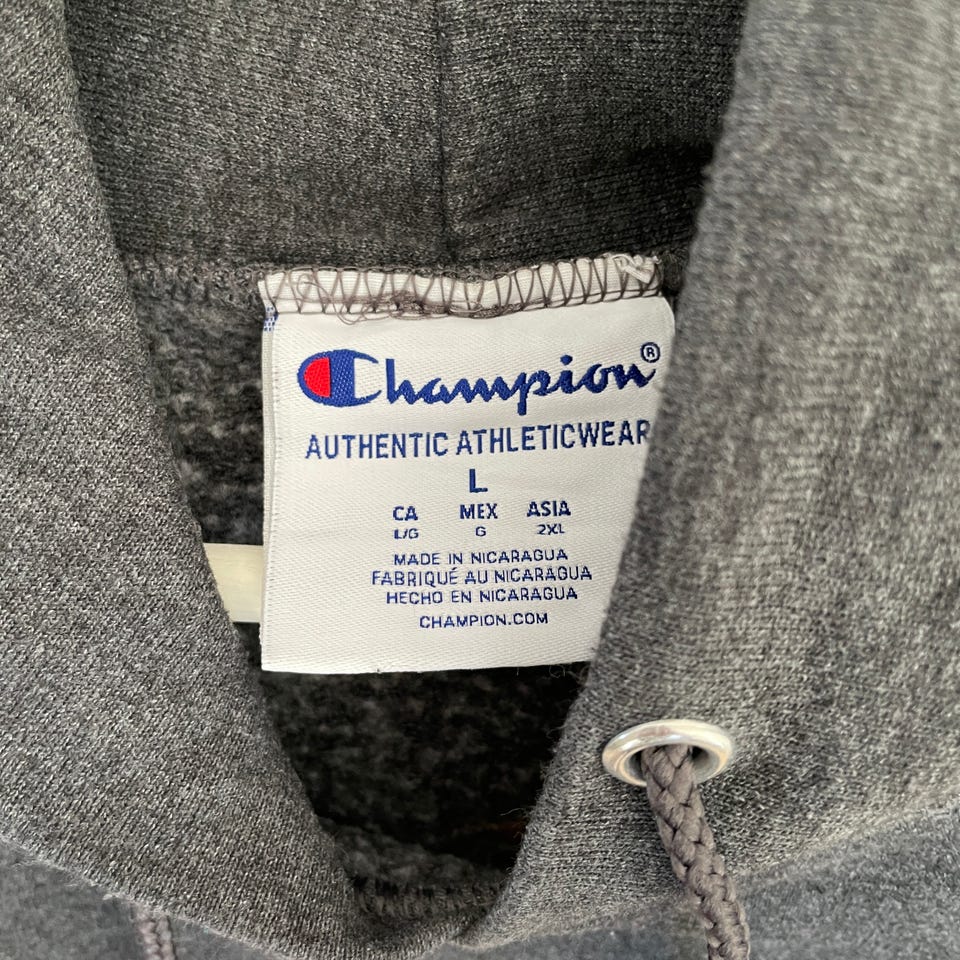 Champion®
AUTHENTIC ATHLETICWEAR
L
CA MEX ASIA
L/G G 2XL
MADE IN NICARAGUA
FABRIQUÉ AU NICARAGUA
HECHO EN NICARAGUA
CHAMPION.COM